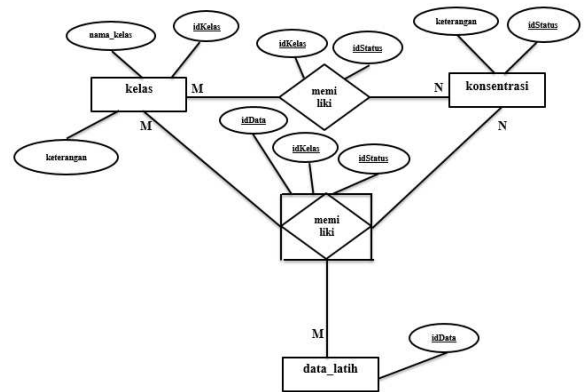 nama_kelas
idKelas
idKelas
idStatus
keterangan
idStatus
kelas
M
memi
liki
N
konsentrasi
M
idData
idKelas
idStatus
N
keterangan
memi
liki
M
data_latih
idData